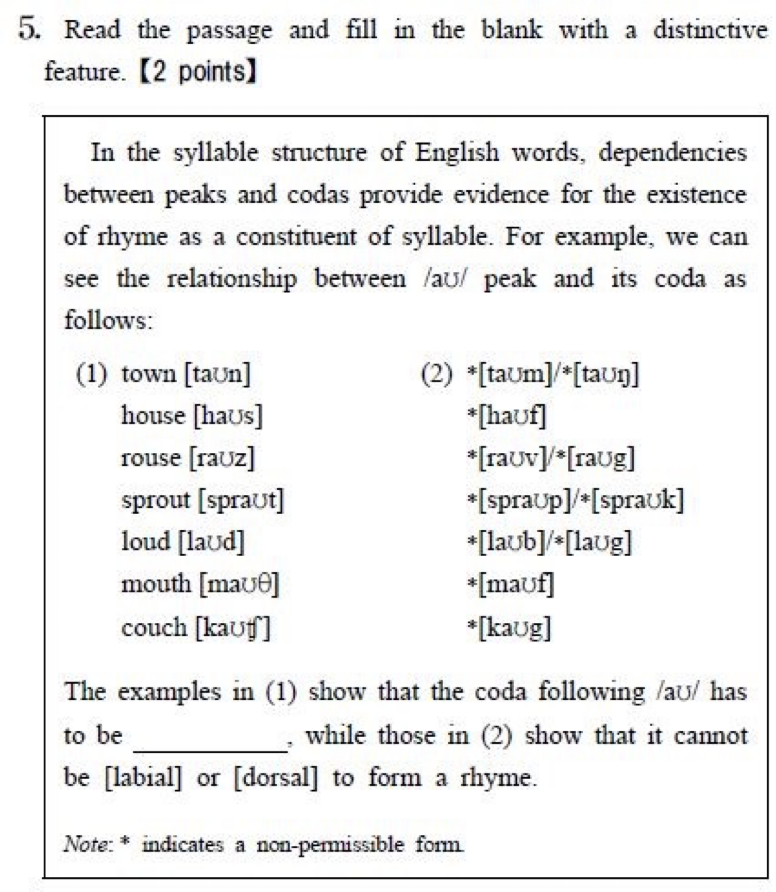 5. Read the passage and fill in the blank with a distinctive
feature.【2 points】
In the syllable structure of English words, dependencies
between peaks and codas provide evidence for the existence
of rhyme as a constituent of syllable. For example, we can
see the relationship between /aʊ/ peak and its coda as
follows:
(1) town [taʊn] (2) *[taʊm]/*[taʊŋ]
house [haʊs] *[haʊf]
rouse [raʊz] *[raʊv]/*[raʊg]
sprout [spraʊt] *[spraʊp]/*[spraʊk]
loud [laʊd] *[laʊb]/*[laʊg]
mouth [maʊθ] *[maʊf]
couch [kaʊʧ] *[kaʊg]
The examples in (1) show that the coda following /aʊ/ has
to be ____________, while those in (2) show that it cannot
be [labial] or [dorsal] to form a rhyme.
Note: * indicates a non-permissible form.